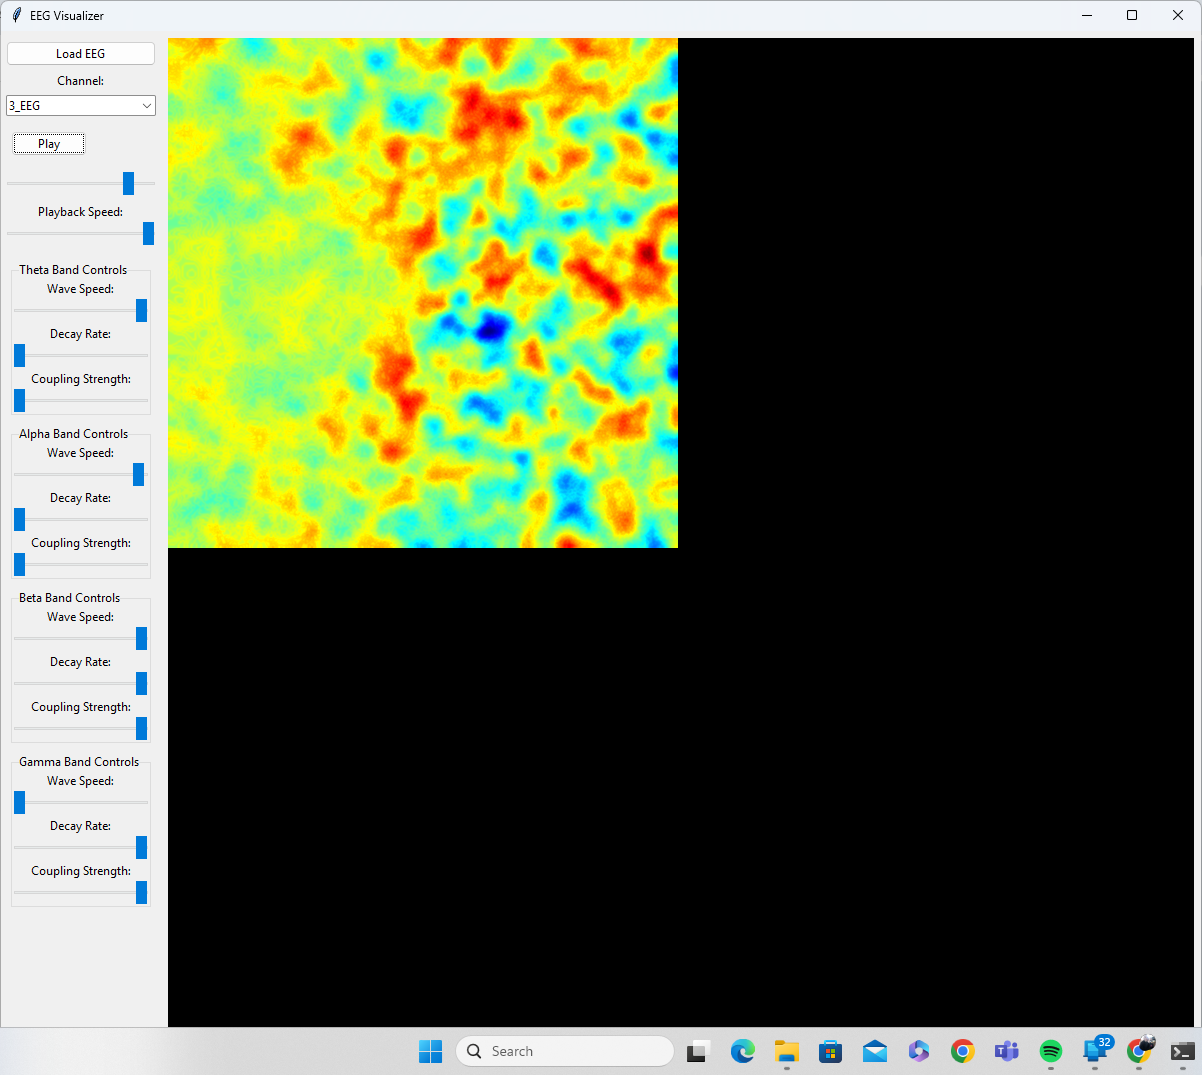 EEG Visualizer
Load EEG
Channel:
3_EEG
Play
Playback Speed:
Theta Band Controls
Wave Speed:
Decay Rate:
Coupling Strength:
Alpha Band Controls
Wave Speed:
Decay Rate:
Coupling Strength:
Beta Band Controls
Wave Speed:
Decay Rate:
Coupling Strength:
Gamma Band Controls
Wave Speed:
Decay Rate:
Coupling Strength:
Search
32